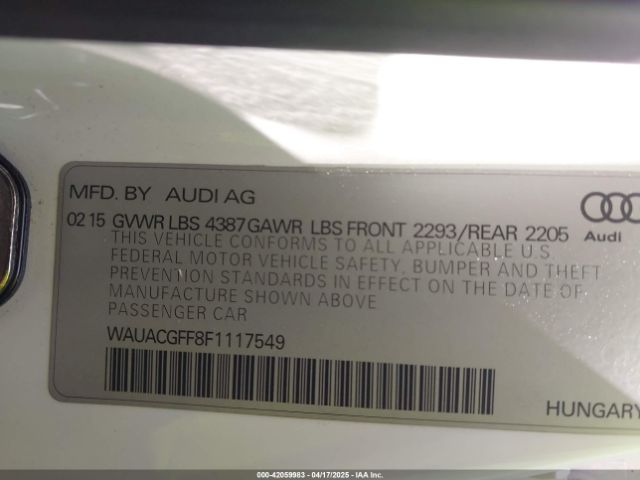 MFD. BY AUDI AG
02 15 GVWR LBS 4387 GAWR LBS FRONT 2293/REAR 2205
THIS VEHICLE CONFORMS TO ALL APPLICABLE U.S
FEDERAL MOTOR VEHICLE SAFETY, BUMPER AND THEFT
PREVENTION STANDARDS IN EFFECT ON THE DATE OF
MANUFACTURE SHOWN ABOVE
PASSENGER CAR
WAUACGFF8F1117549
Audi
HUNGARY
000-42059983 - 04/17/2025 - IAA Inc.